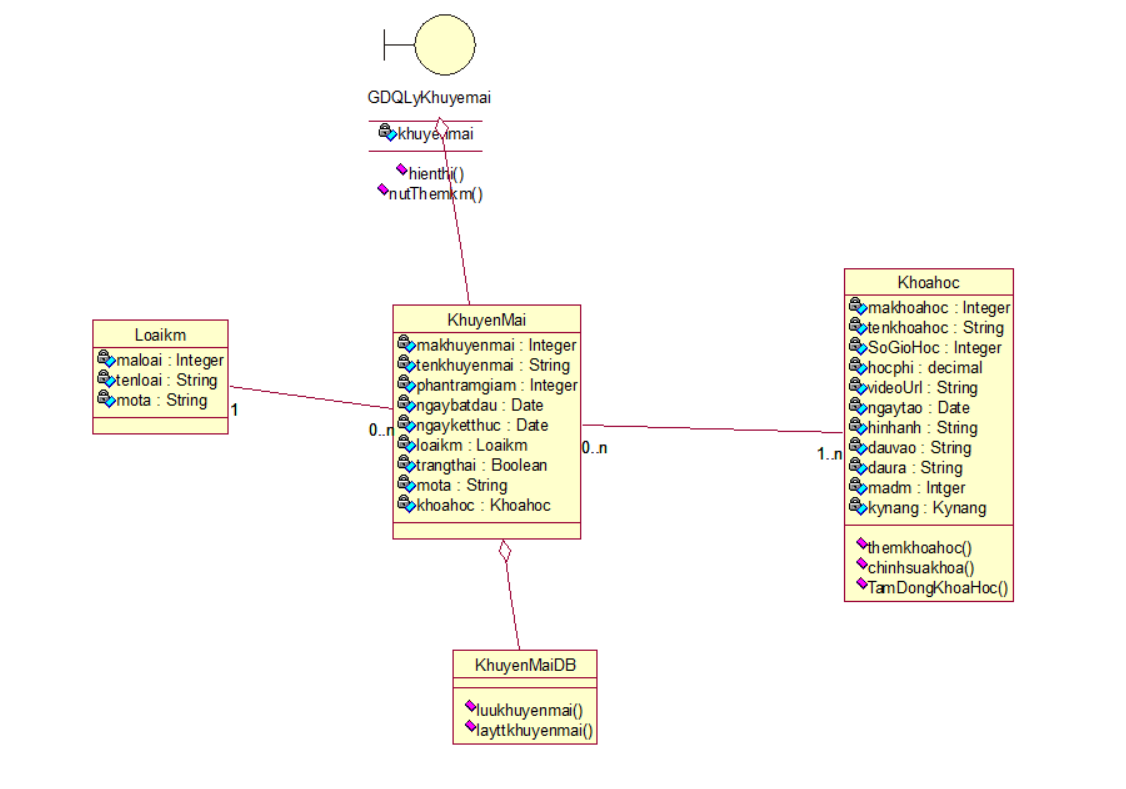 GDQLyKhuyemai
khuyenmai
hienthi()
nutThemkm()
Loaikm
maloai : Integer
tenloai : String
mota : String
1
0..n
KhuyenMai
makhuyenmai : Integer
tenkhuyenmai : String
phantramgiam : Integer
ngaybatdau : Date
ngayketthuc : Date
loaikm : Loaikm
trangthai : Boolean
mota : String
khoahoc : Khoahoc
0..n
1..n
Khoahoc
makhoahoc : Integer
tenkhoahoc : String
SoGioHoc : Integer
hocphi : decimal
videoUrl : String
ngaytao : Date
hinhanh : String
dauvao : String
daura : String
madm : Intger
kynang : Kynang
themkhoahoc()
chinhsuakhoa()
TamDongKhoaHoc()
KhuyenMaiDB
luukhuyenmai()
layttkhuyenmai()